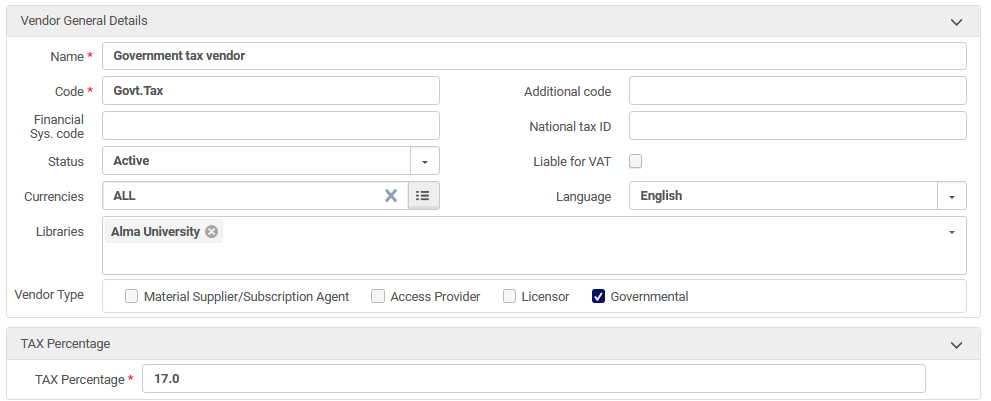 Vendor General Details
Name * Government tax vendor
Code * Govt.Tax
Additional code
Financial Sys. code
National tax ID
Status Active
Liable for VAT
Currencies ALL
Language English
Libraries Alma University
Vendor Type Material Supplier/Subscription Agent Access Provider Licensor Governmental
TAX Percentage
TAX Percentage * 17.0